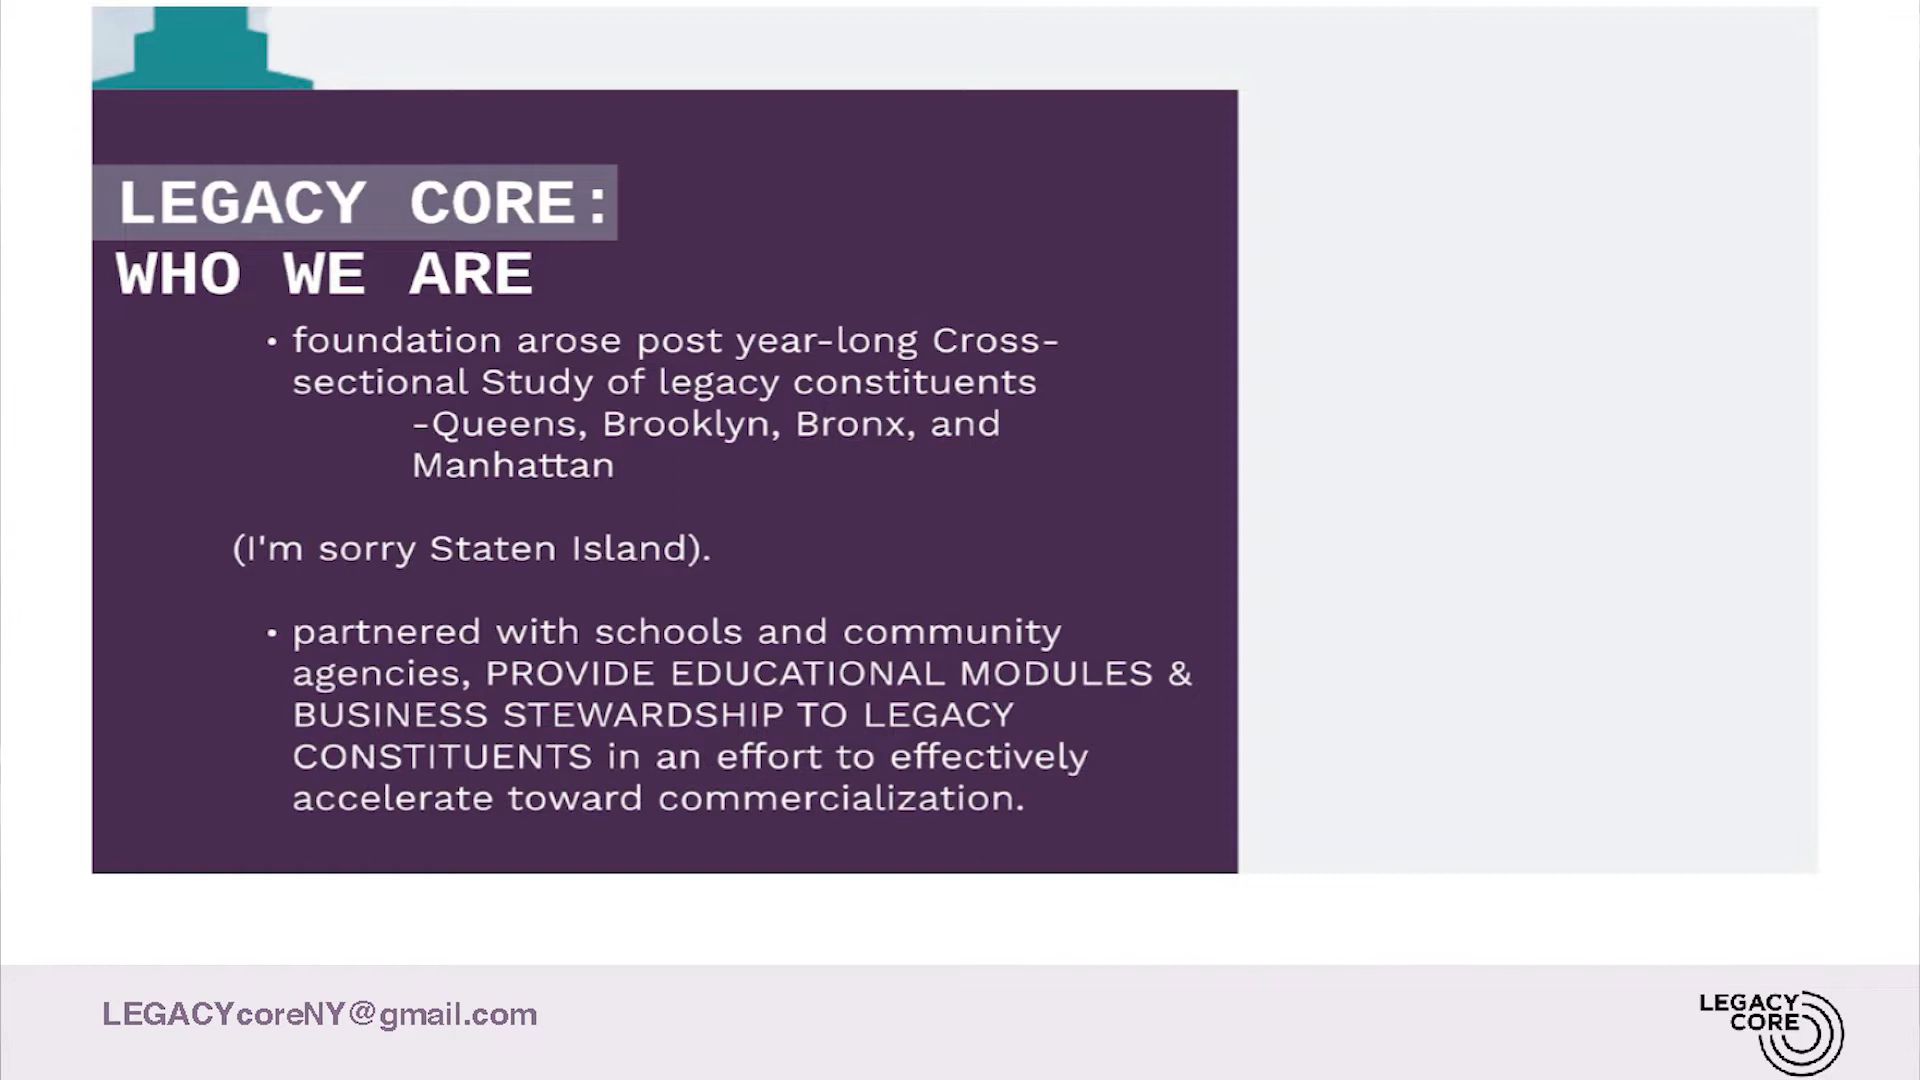 LEGACY CORE:
WHO WE ARE
• foundation arose post year-long Cross-
sectional Study of legacy constituents
-Queens, Brooklyn, Bronx, and
Manhattan
(I'm sorry Staten Island).
• partnered with schools and community
agencies, PROVIDE EDUCATIONAL MODULES &
BUSINESS STEWARDSHIP TO LEGACY
CONSTITUENTS in an effort to effectively
accelerate toward commercialization.
LEGACYcoreNY@gmail.com
LEGACY
CORE